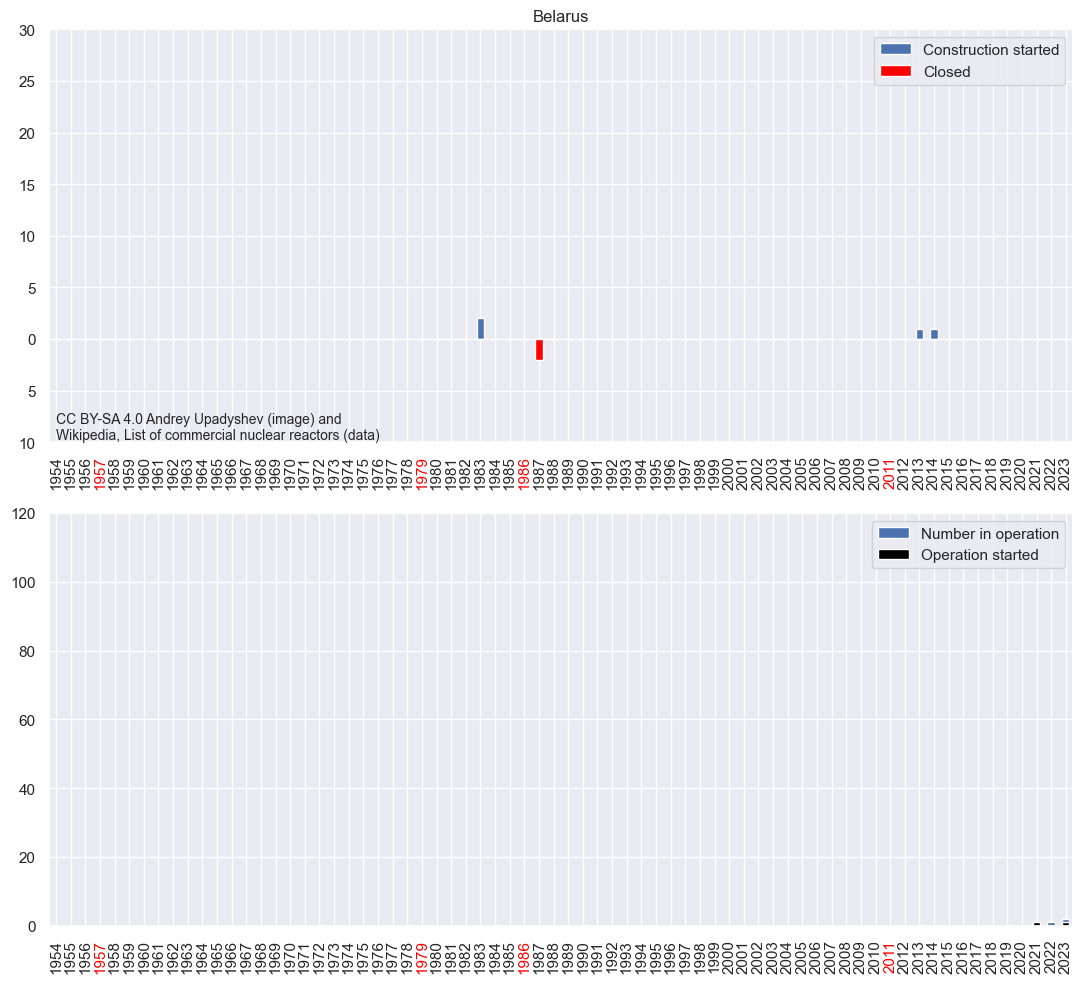 Belarus
30
25
20
15
10
5
0
5
10
Construction started
Closed
CC BY-SA 4.0 Andrey Upadyshev (image) and
Wikipedia, List of commercial nuclear reactors (data)
1954 1955 1956 1957 1958 1959 1960 1961 1962 1963 1964 1965 1966 1967 1968 1969 1970 1971 1972 1973 1974 1975 1976 1977 1978 1979 1980 1981 1982 1983 1984 1985 1986 1987 1988 1989 1990 1991 1992 1993 1994 1995 1996 1997 1998 1999 2000 2001 2002 2003 2004 2005 2006 2007 2008 2009 2010 2011 2012 2013 2014 2015 2016 2017 2018 2019 2020 2021 2022 2023
120
100
80
60
40
20
0
Number in operation
Operation started
1954 1955 1956 1957 1958 1959 1960 1961 1962 1963 1964 1965 1966 1967 1968 1969 1970 1971 1972 1973 1974 1975 1976 1977 1978 1979 1980 1981 1982 1983 1984 1985 1986 1987 1988 1989 1990 1991 1992 1993 1994 1995 1996 1997 1998 1999 2000 2001 2002 2003 2004 2005 2006 2007 2008 2009 2010 2011 2012 2013 2014 2015 2016 2017 2018 2019 2020 2021 2022 2023